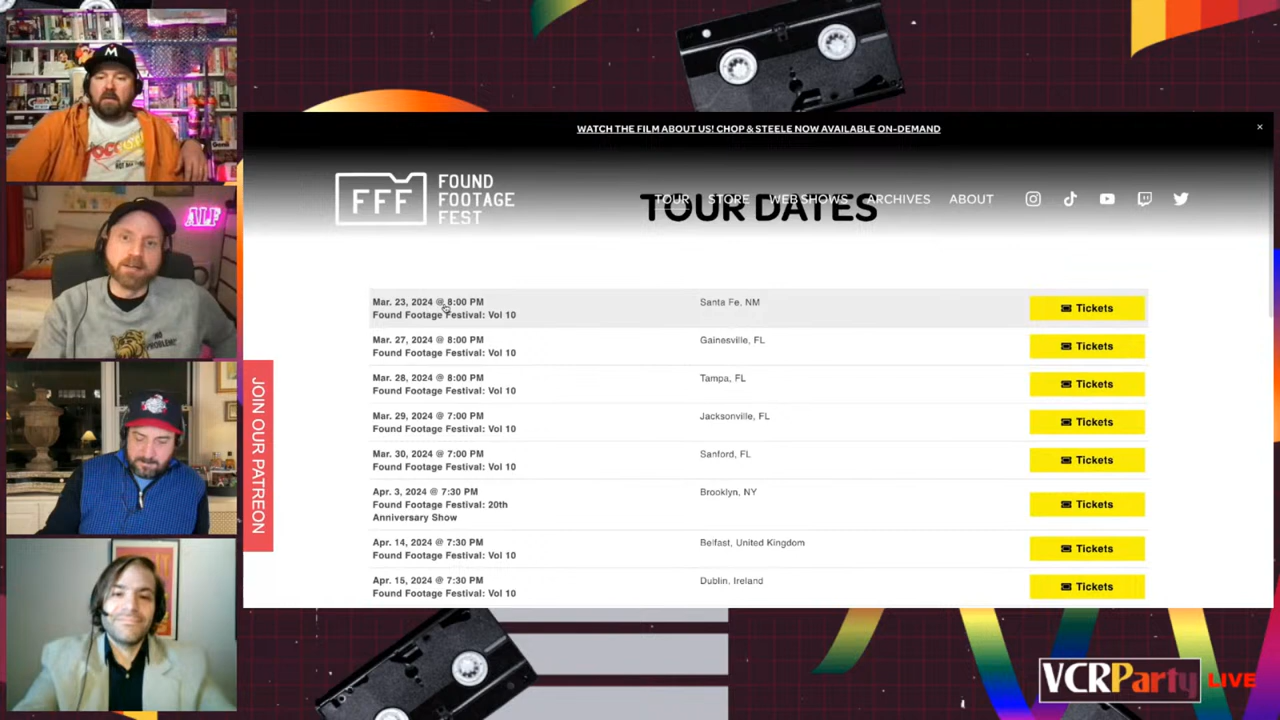 WATCH THE FILM ABOUT US! CHOP & STEELE NOW AVAILABLE ON-DEMAND
FFF
FOUND
FOOTAGE
FEST
TOUR STORE WEB SHOWS ARCHIVES ABOUT
TOUR DATES
Mar. 23, 2024 @ 8:00 PM
Found Footage Festival: Vol 10
Santa Fe, NM
Tickets
Mar. 27, 2024 @ 8:00 PM
Found Footage Festival: Vol 10
Gainesville, FL
Tickets
Mar. 28, 2024 @ 8:00 PM
Found Footage Festival: Vol 10
Tampa, FL
Tickets
Mar. 29, 2024 @ 7:00 PM
Found Footage Festival: Vol 10
Jacksonville, FL
Tickets
Mar. 30, 2024 @ 7:00 PM
Found Footage Festival: Vol 10
Sanford, FL
Tickets
Apr. 3, 2024 @ 7:30 PM
Found Footage Festival: 20th
Anniversary Show
Brooklyn, NY
Tickets
Apr. 14, 2024 @ 7:30 PM
Found Footage Festival: Vol 10
Belfast, United Kingdom
Tickets
Apr. 15, 2024 @ 7:30 PM
Found Footage Festival: Vol 10
Dublin, Ireland
Tickets
JOIN OUR PATREON
M
ALF
"NO
PROBLEM!"
VCRParty LIVE